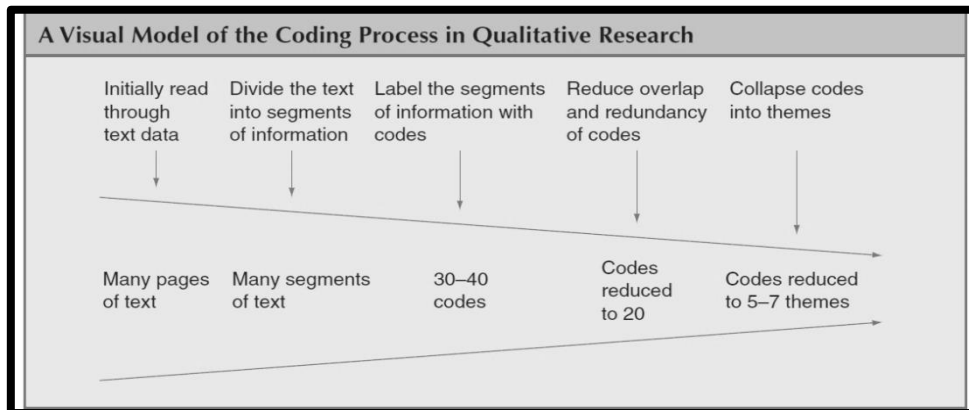 A Visual Model of the Coding Process in Qualitative Research
Initially read
through
text data
Divide the text
into segments
of information
Label the segments
of information with
codes
Reduce overlap
and redundancy
of codes
Collapse codes
into themes
Many pages
of text
Many segments
of text
30–40
codes
Codes
reduced
to 20
Codes reduced
to 5–7 themes